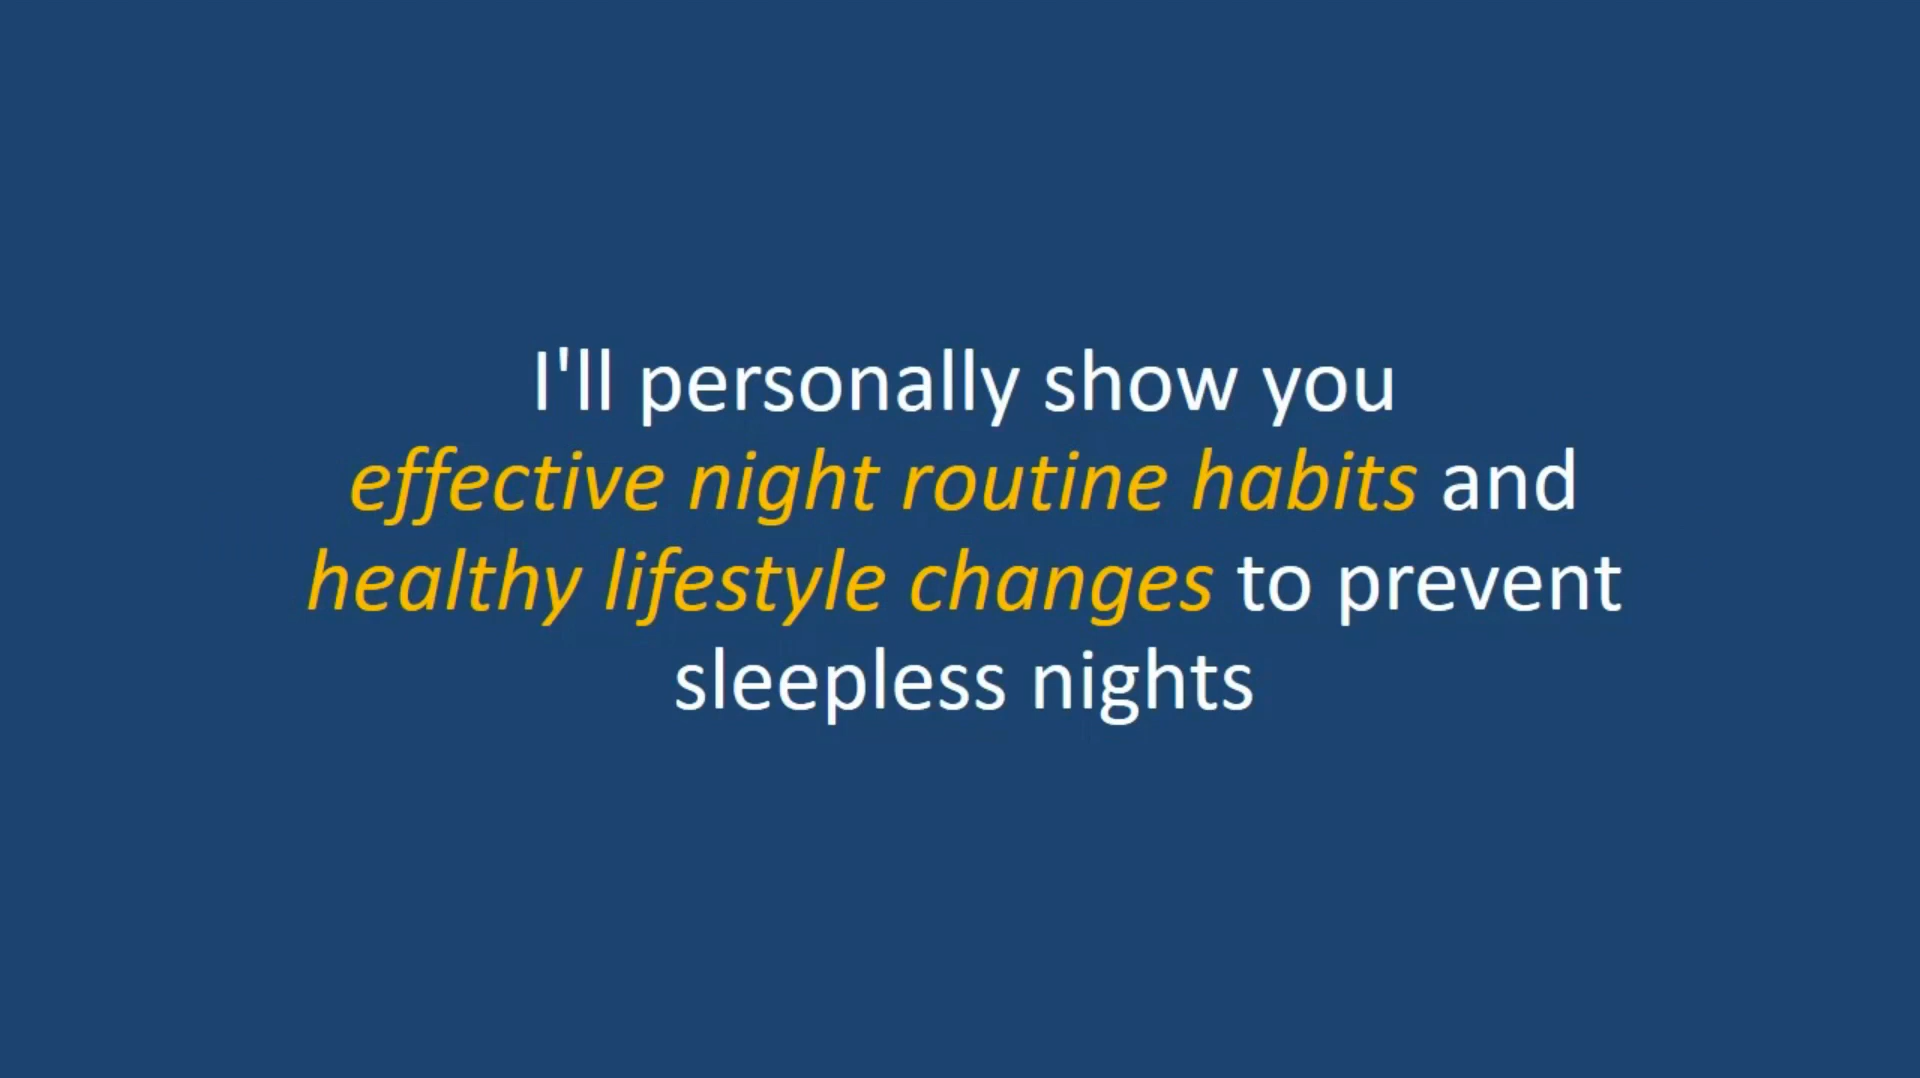 I'll personally show you
effective night routine habits and
healthy lifestyle changes to prevent
sleepless nights